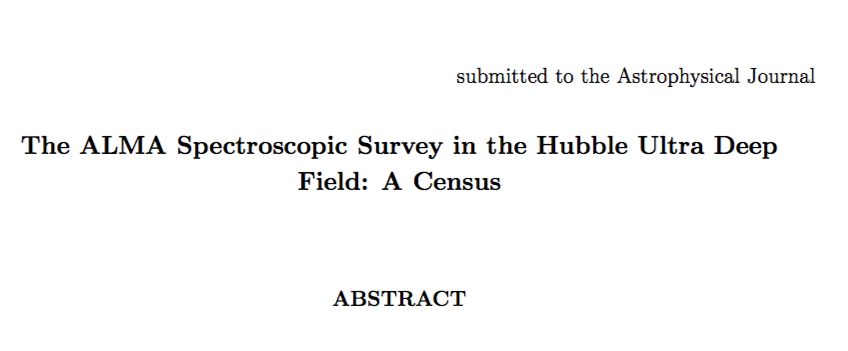 submitted to the Astrophysical Journal
The ALMA Spectroscopic Survey in the Hubble Ultra Deep
Field: A Census
ABSTRACT